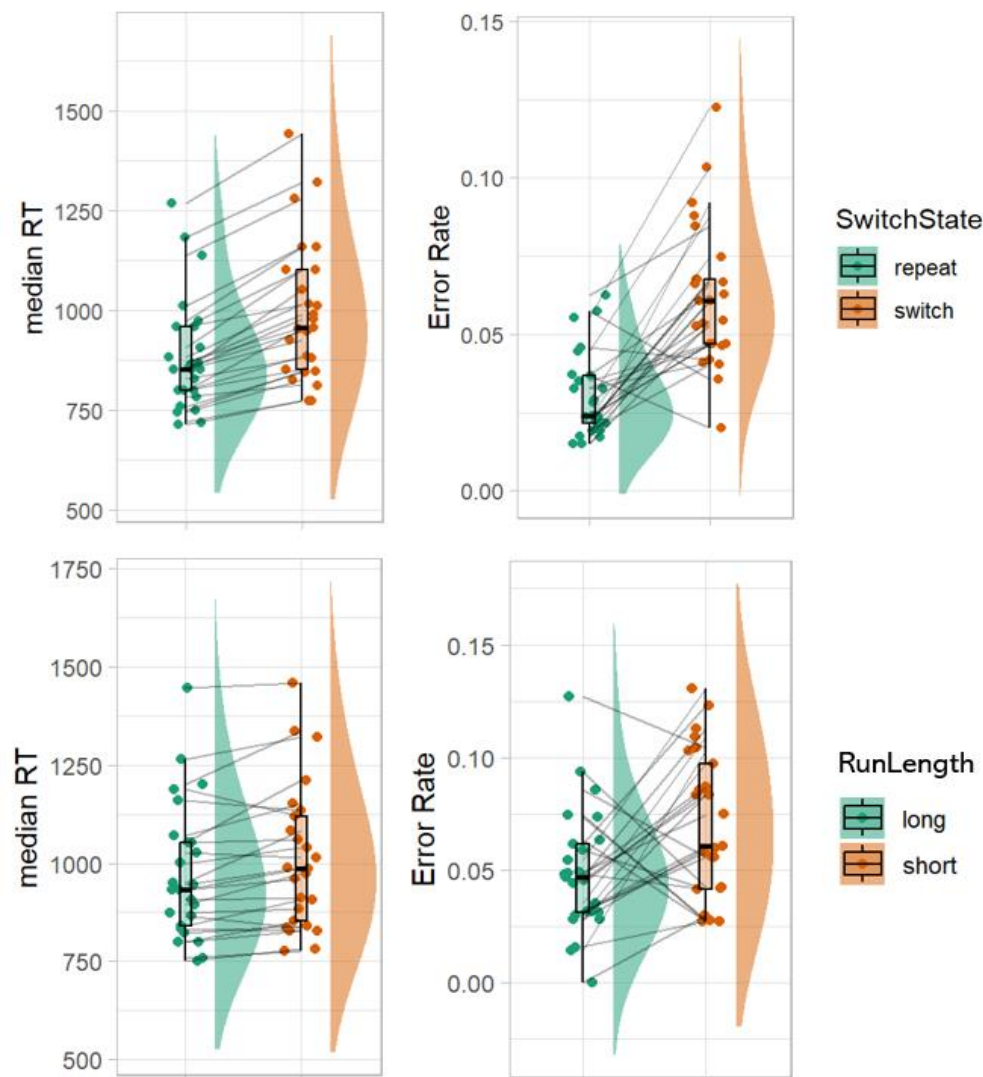 median RT
1500
1250
1000
750
500
Error Rate
0.15
0.10
0.05
0.00
SwitchState
repeat
switch
median RT
1750
1500
1250
1000
750
500
Error Rate
0.15
0.10
0.05
0.00
RunLength
long
short